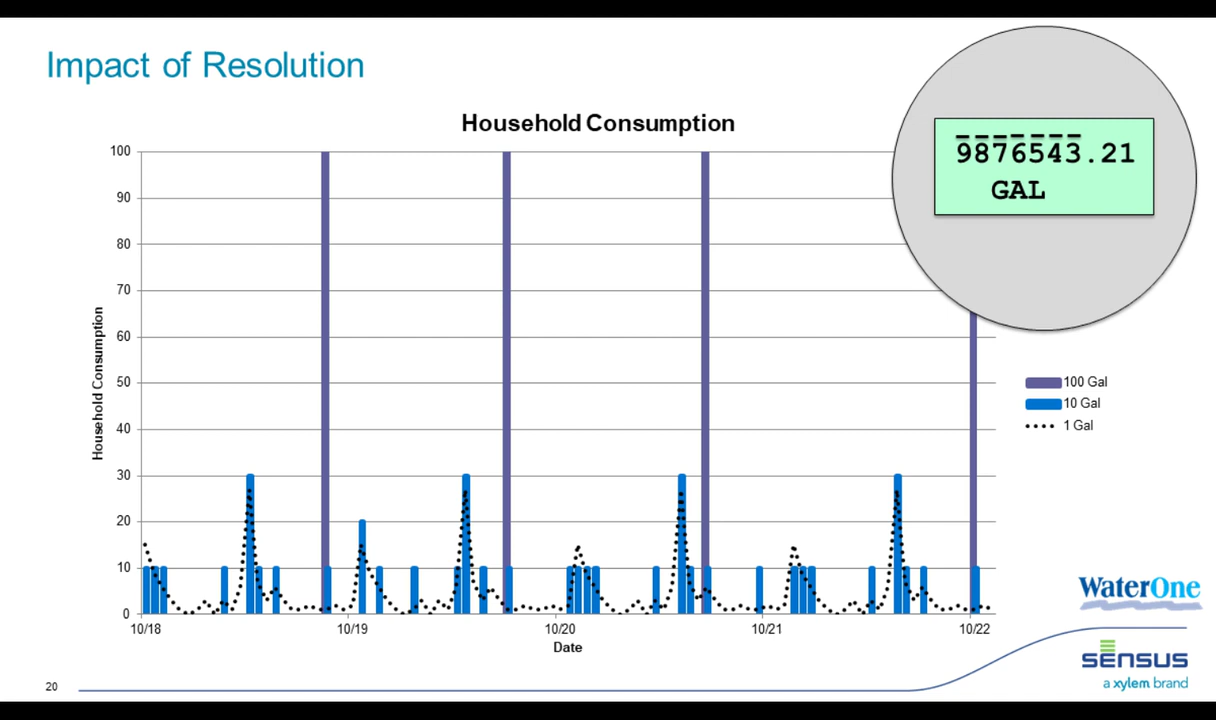 Impact of Resolution
Household Consumption
9876543.21
GAL
100
90
80
70
60
50
40
30
20
10
0
Household Consumption
10/18
10/19
10/20
10/21
10/22
Date
100 Gal
10 Gal
1 Gal
WaterOne
sensus
a xylem brand
20